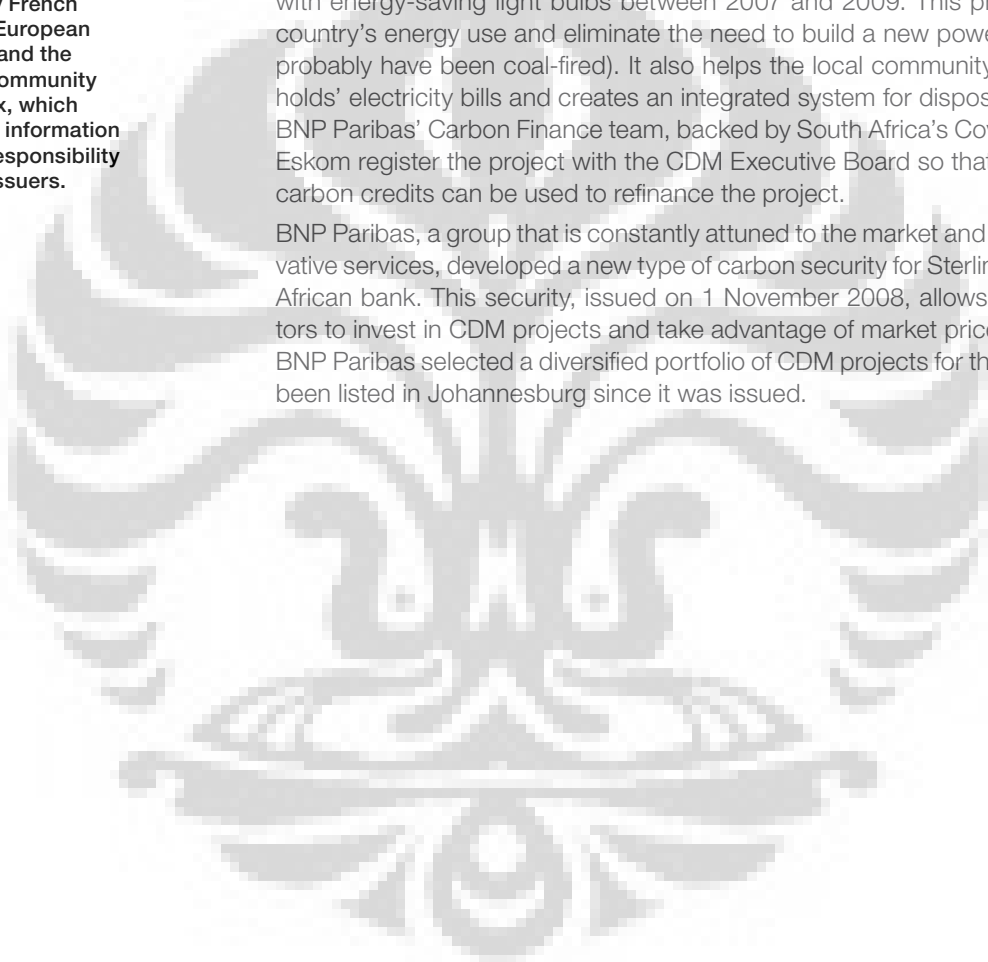 y French
European
and the
ommunity
x, which
information
esponsibility
ssuers.
with energy-saving light bulbs between 2007 and 2009. This p
country's energy use and eliminate the need to build a new powe
probably have been coal-fired). It also helps the local community
holds' electricity bills and creates an integrated system for dispos
BNP Paribas' Carbon Finance team, backed by South Africa's Co
Eskom register the project with the CDM Executive Board so that
carbon credits can be used to refinance the project.
BNP Paribas, a group that is constantly attuned to the market and
vative services, developed a new type of carbon security for Sterlin
African bank. This security, issued on 1 November 2008, allows
tors to invest in CDM projects and take advantage of market price
BNP Paribas selected a diversified portfolio of CDM projects for th
been listed in Johannesburg since it was issued.